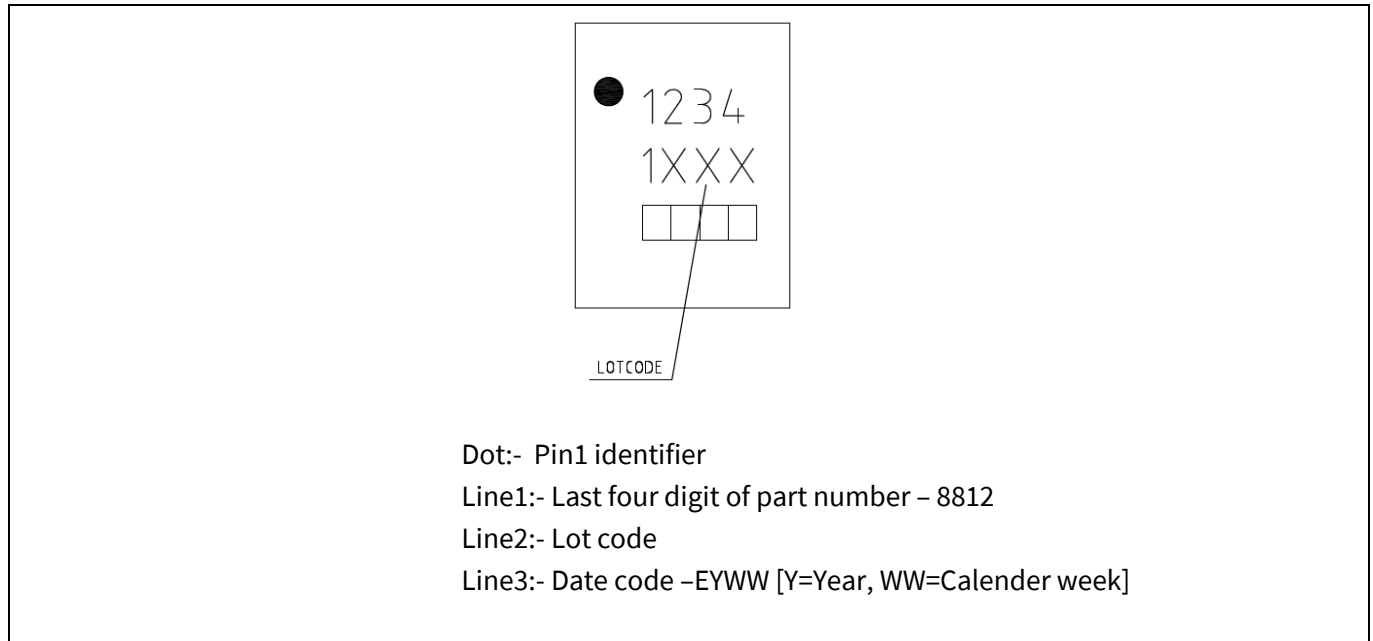 1234
1XXX
LOTCODE
Dot:- Pin1 identifier
Line1:- Last four digit of part number – 8812
Line2:- Lot code
Line3:- Date code –EYWW [Y=Year, WW=Calender week]